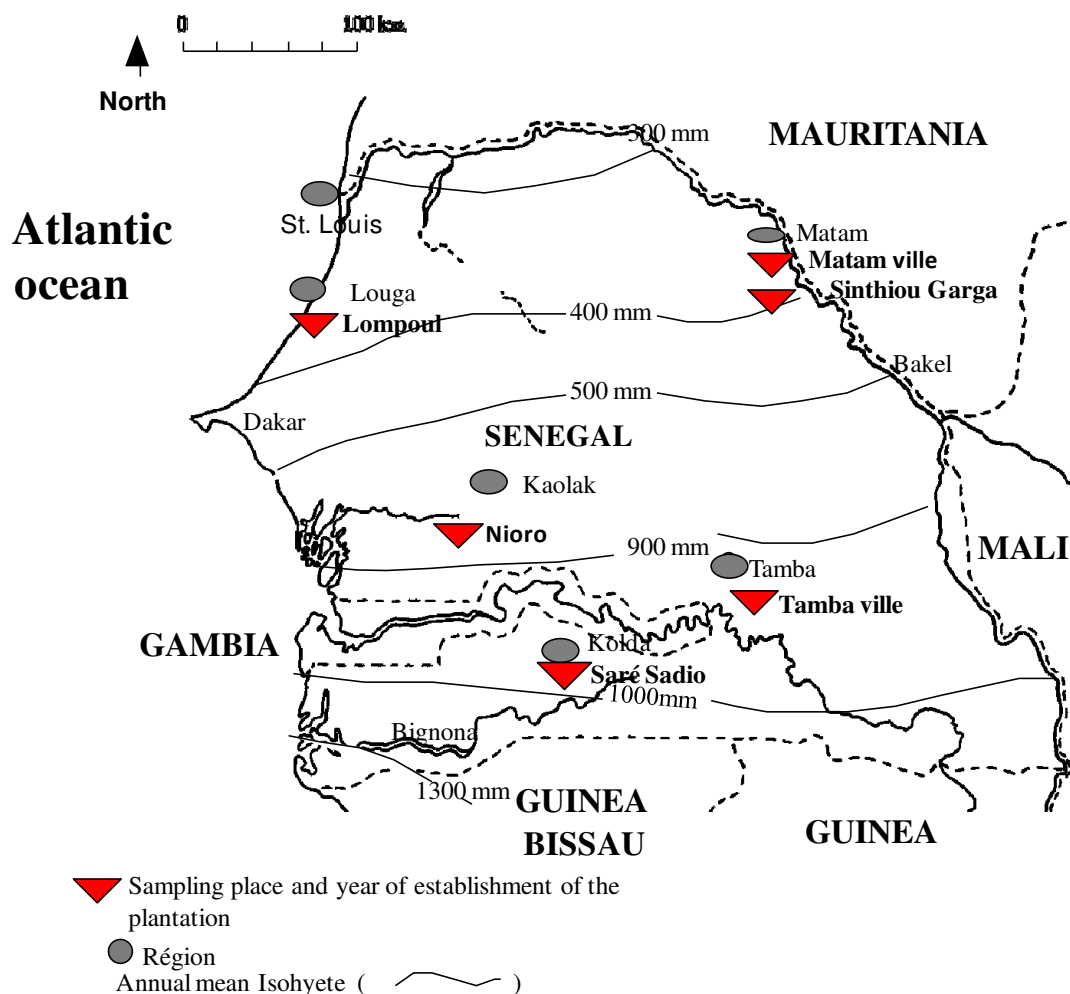 0 100 km
North
300 mm
MAURITANIA
Atlantic
ocean
St. Louis
Matam
Matam ville
Sinthiou Garga
Louga
Lompoul
400 mm
Bakel
500 mm
Dakar
SENEGAL
Kaolak
Nioro
900 mm
MALI
Tamba
Tamba ville
GAMBIA
Kolda
Saré Sadio
1000mm
Bignona
1300 mm
GUINEA
BISSAU
GUINEA
Sampling place and year of establishment of the
plantation
Région
Annual mean Isohyete ( )